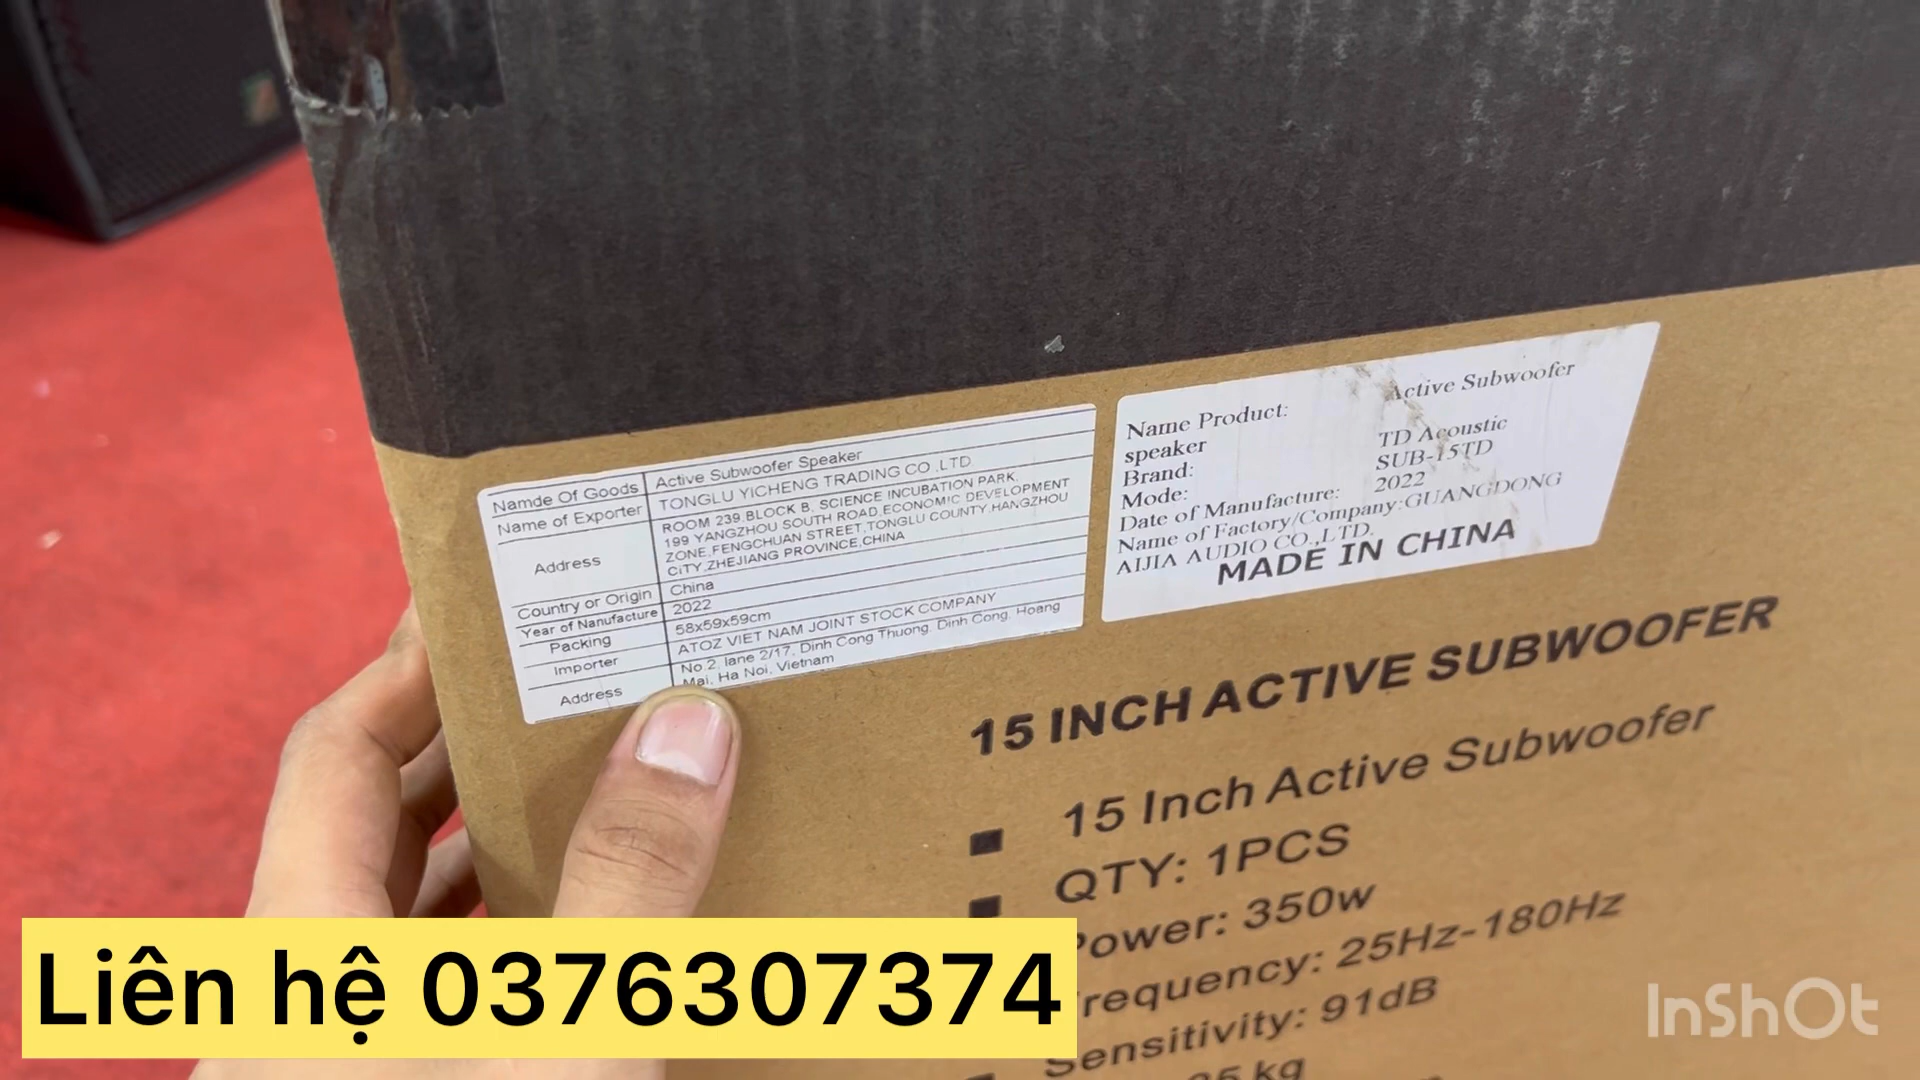 Namde Of Goods Active Subwoofer Speaker
Name of Exporter TONGLU YICHENG TRADING CO .,LTD
Address ROOM 239,BLOCK B, SCIENCE INCUBATION PARK,
199 YANGZHOU SOUTH ROAD,ECONOMIC DEVELOPMENT
ZONE,FENGCHUAN STREET,TONGLU COUNTY,HANGZHOU
CITY,ZHEJIANG PROVINCE,CHINA
Country or Origin China
Year of Nanufacture 2022
Packing 58x59x59cm
Importer ATOZ VIET NAM JOINT STOCK COMPANY
Address No.2, lane 2/17, Dinh Cong Thuong, Dinh Cong, Hoang
Mai, Ha Noi, Vietnam
Name Product: Active Subwoofer
speaker
Brand: TD Acoustic
Mode: SUB-15TD
Date of Manufacture: 2022
Name of Factory/Company:GUANGDONG
AIJIA AUDIO CO.,LTD.
MADE IN CHINA
15 INCH ACTIVE SUBWOOFER
15 Inch Active Subwoofer
QTY: 1PCS
Power: 350w
Frequency: 25Hz-180Hz
Sensitivity: 91dB
kg
Liên hệ 0376307374
InShOt